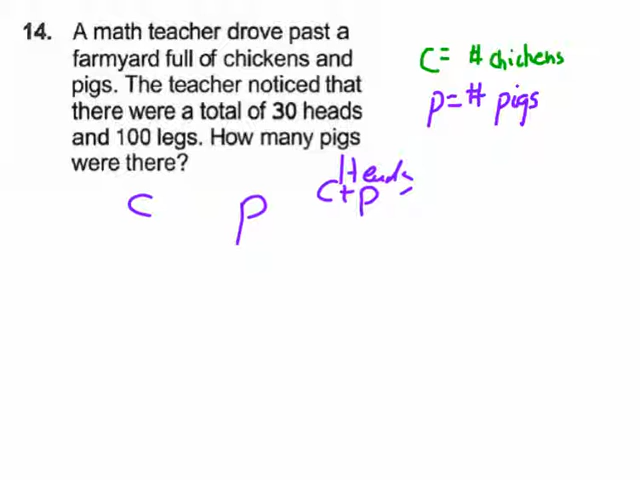 14. A math teacher drove past a
farmyard full of chickens and
pigs. The teacher noticed that
there were a total of 30 heads
and 100 legs. How many pigs
were there?
c= # chickens
p=# pigs
Heads
c p c+p =